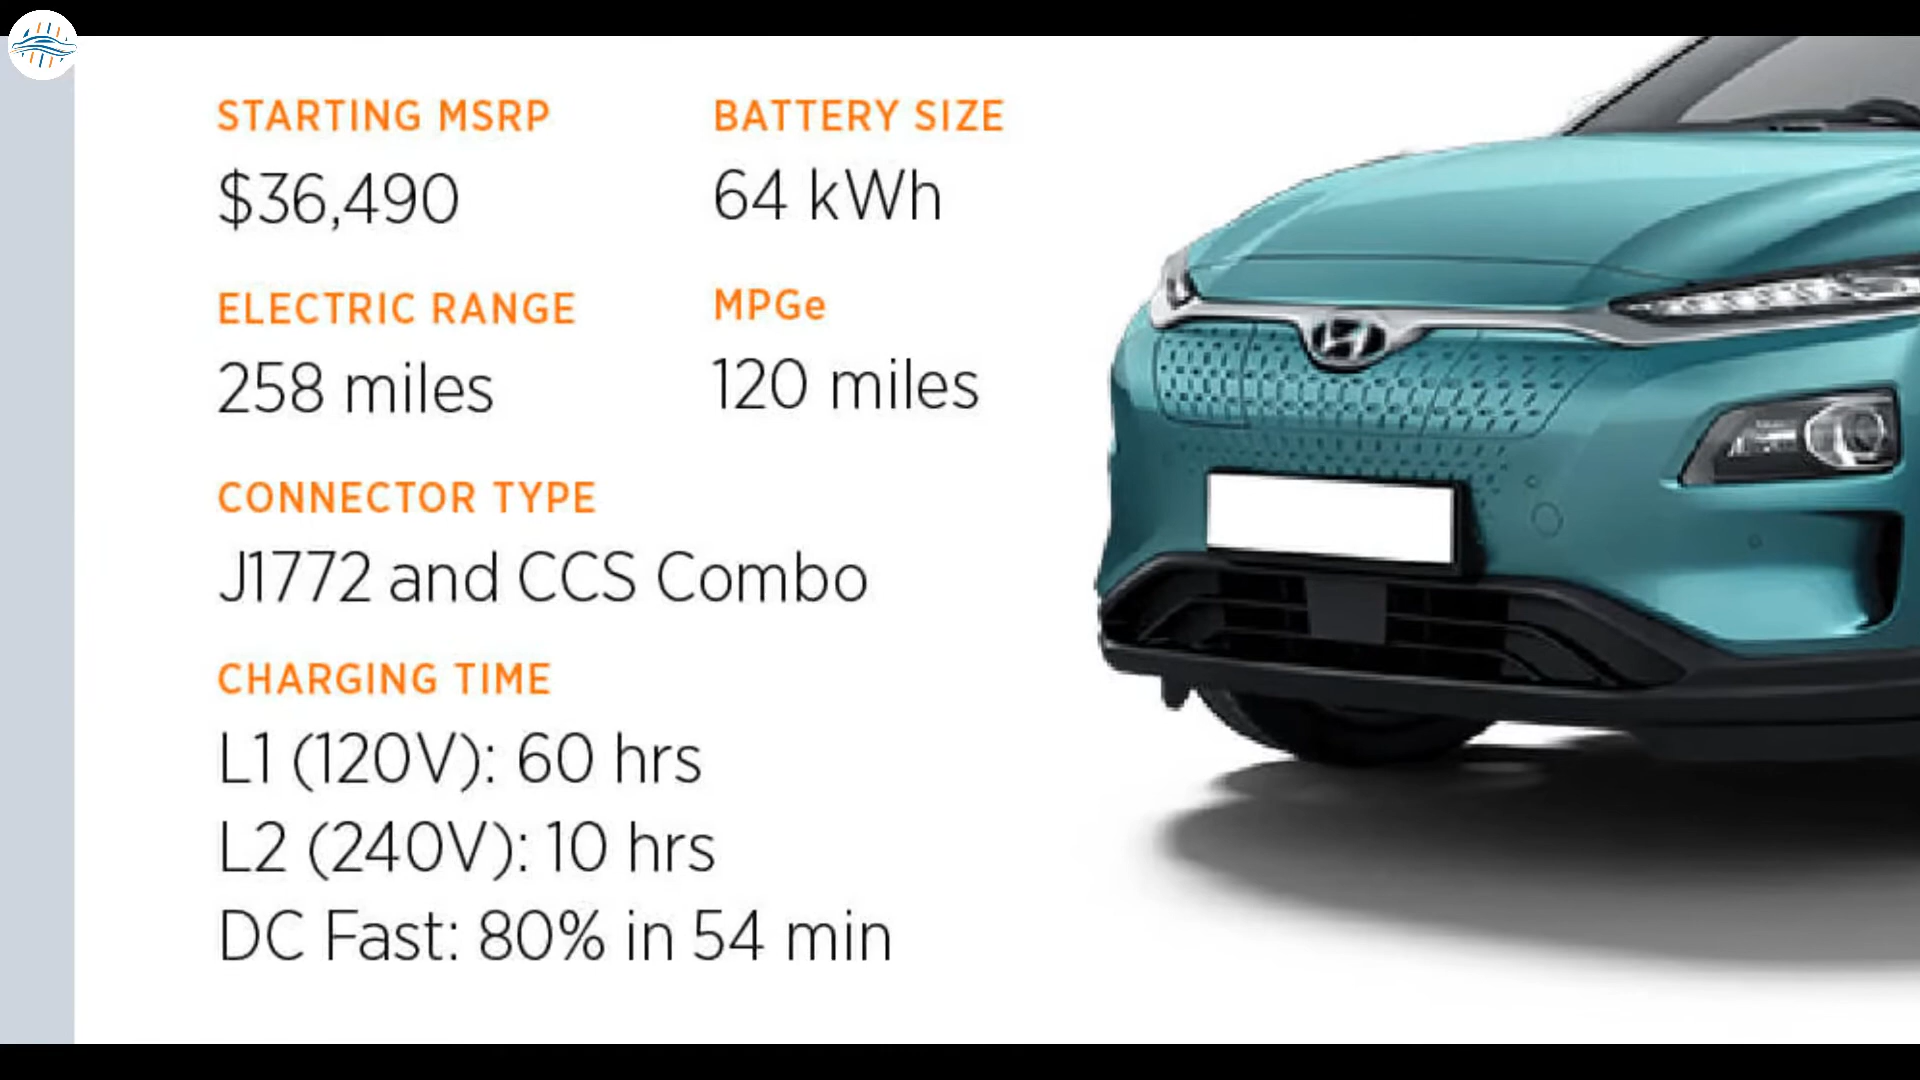 STARTING MSRP
$36,490
BATTERY SIZE
64 kWh
ELECTRIC RANGE
258 miles
MPGe
120 miles
CONNECTOR TYPE
J1772 and CCS Combo
CHARGING TIME
L1 (120V): 60 hrs
L2 (240V): 10 hrs
DC Fast: 80% in 54 min